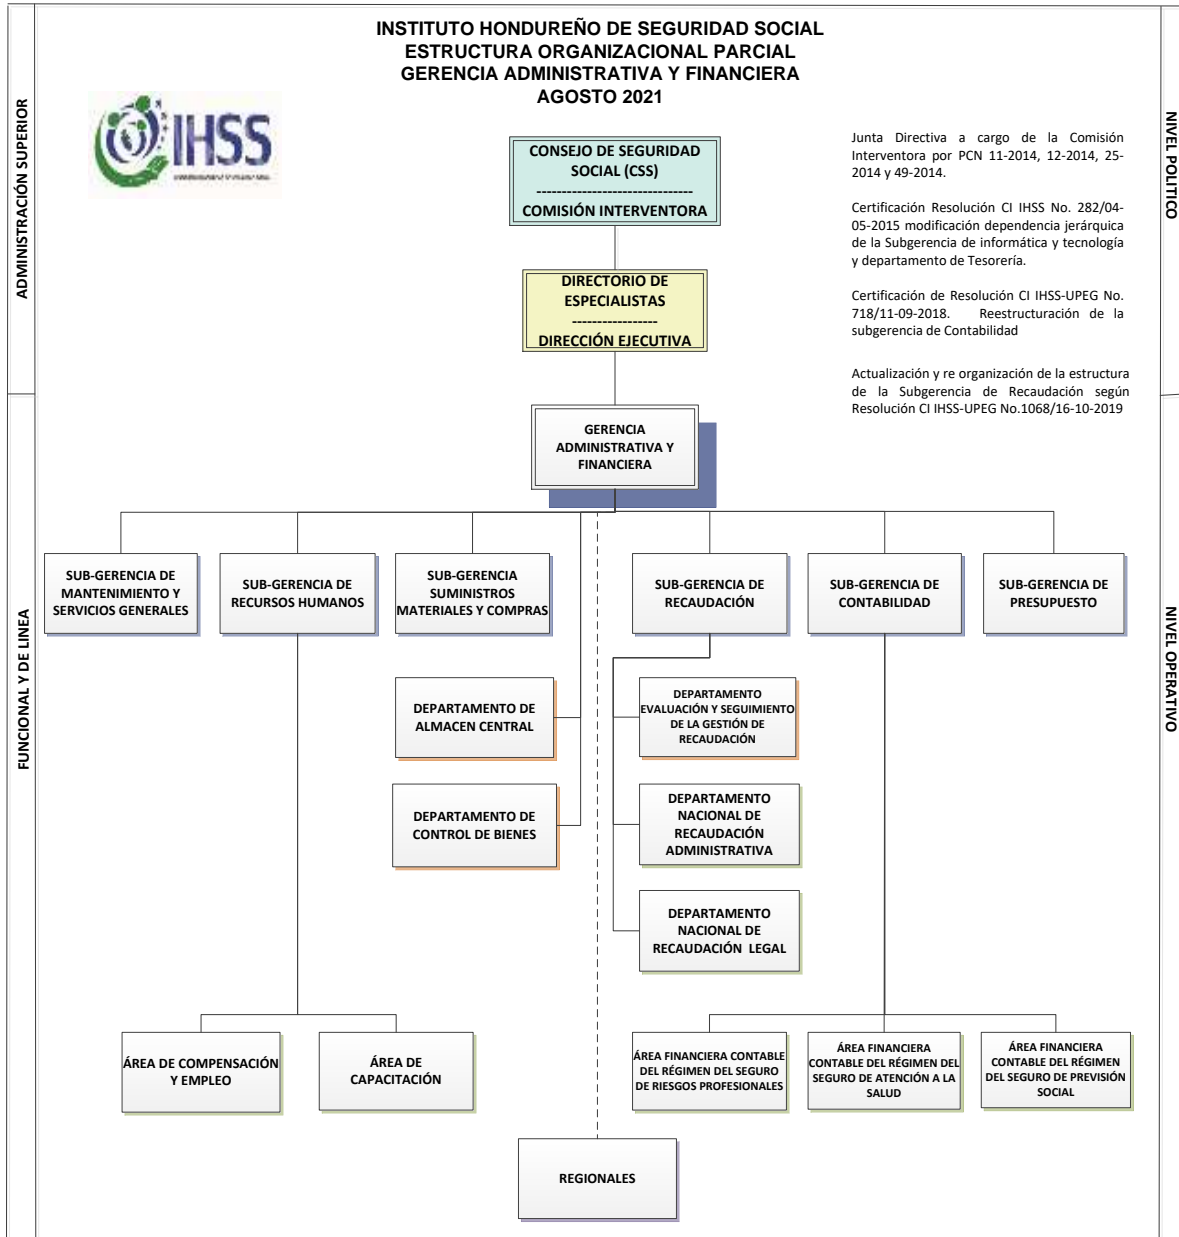 INSTITUTO HONDUREÑO DE SEGURIDAD SOCIAL
ESTRUCTURA ORGANIZACIONAL PARCIAL
GERENCIA ADMINISTRATIVA Y FINANCIERA
AGOSTO 2021
ADMINISTRACIÓN SUPERIOR
NIVEL POLITICO
IHSS
CONSEJO DE SEGURIDAD
SOCIAL (CSS)
-------------------------------
COMISIÓN INTERVENTORA
Junta Directiva a cargo de la Comisión
Interventora por PCN 11-2014, 12-2014, 25-
2014 y 49-2014.
Certificación Resolución CI IHSS No. 282/04-
05-2015 modificación dependencia jerárquica
de la Subgerencia de informática y tecnología
y departamento de Tesorería.
Certificación de Resolución CI IHSS-UPEG No.
718/11-09-2018. Reestructuración de la
subgerencia de Contabilidad
Actualización y re organización de la estructura
de la Subgerencia de Recaudación según
Resolución CI IHSS-UPEG No.1068/16-10-2019
DIRECTORIO DE
ESPECIALISTAS
-----------------
DIRECCIÓN EJECUTIVA
GERENCIA
ADMINISTRATIVA Y
FINANCIERA
FUNCIONAL Y DE LINEA
NIVEL OPERATIVO
SUB-GERENCIA DE
MANTENIMIENTO Y
SERVICIOS GENERALES
SUB-GERENCIA DE
RECURSOS HUMANOS
SUB-GERENCIA
SUMINISTROS
MATERIALES Y COMPRAS
SUB-GERENCIA DE
RECAUDACIÓN
SUB-GERENCIA DE
CONTABILIDAD
SUB-GERENCIA DE
PRESUPUESTO
DEPARTAMENTO DE
ALMACEN CENTRAL
DEPARTAMENTO
EVALUACIÓN Y SEGUIMIENTO
DE LA GESTIÓN DE
RECAUDACIÓN
DEPARTAMENTO DE
CONTROL DE BIENES
DEPARTAMENTO
NACIONAL DE
RECAUDACIÓN
ADMINISTRATIVA
DEPARTAMENTO
NACIONAL DE
RECAUDACIÓN LEGAL
ÁREA DE COMPENSACIÓN
Y EMPLEO
ÁREA DE
CAPACITACIÓN
ÁREA FINANCIERA CONTABLE
DEL RÉGIMEN DEL SEGURO
DE RIESGOS PROFESIONALES
ÁREA FINANCIERA
CONTABLE DEL RÉGIMEN DEL
SEGURO DE ATENCIÓN A LA
SALUD
ÁREA FINANCIERA
CONTABLE DEL RÉGIMEN
DEL SEGURO DE PREVISIÓN
SOCIAL
REGIONALES